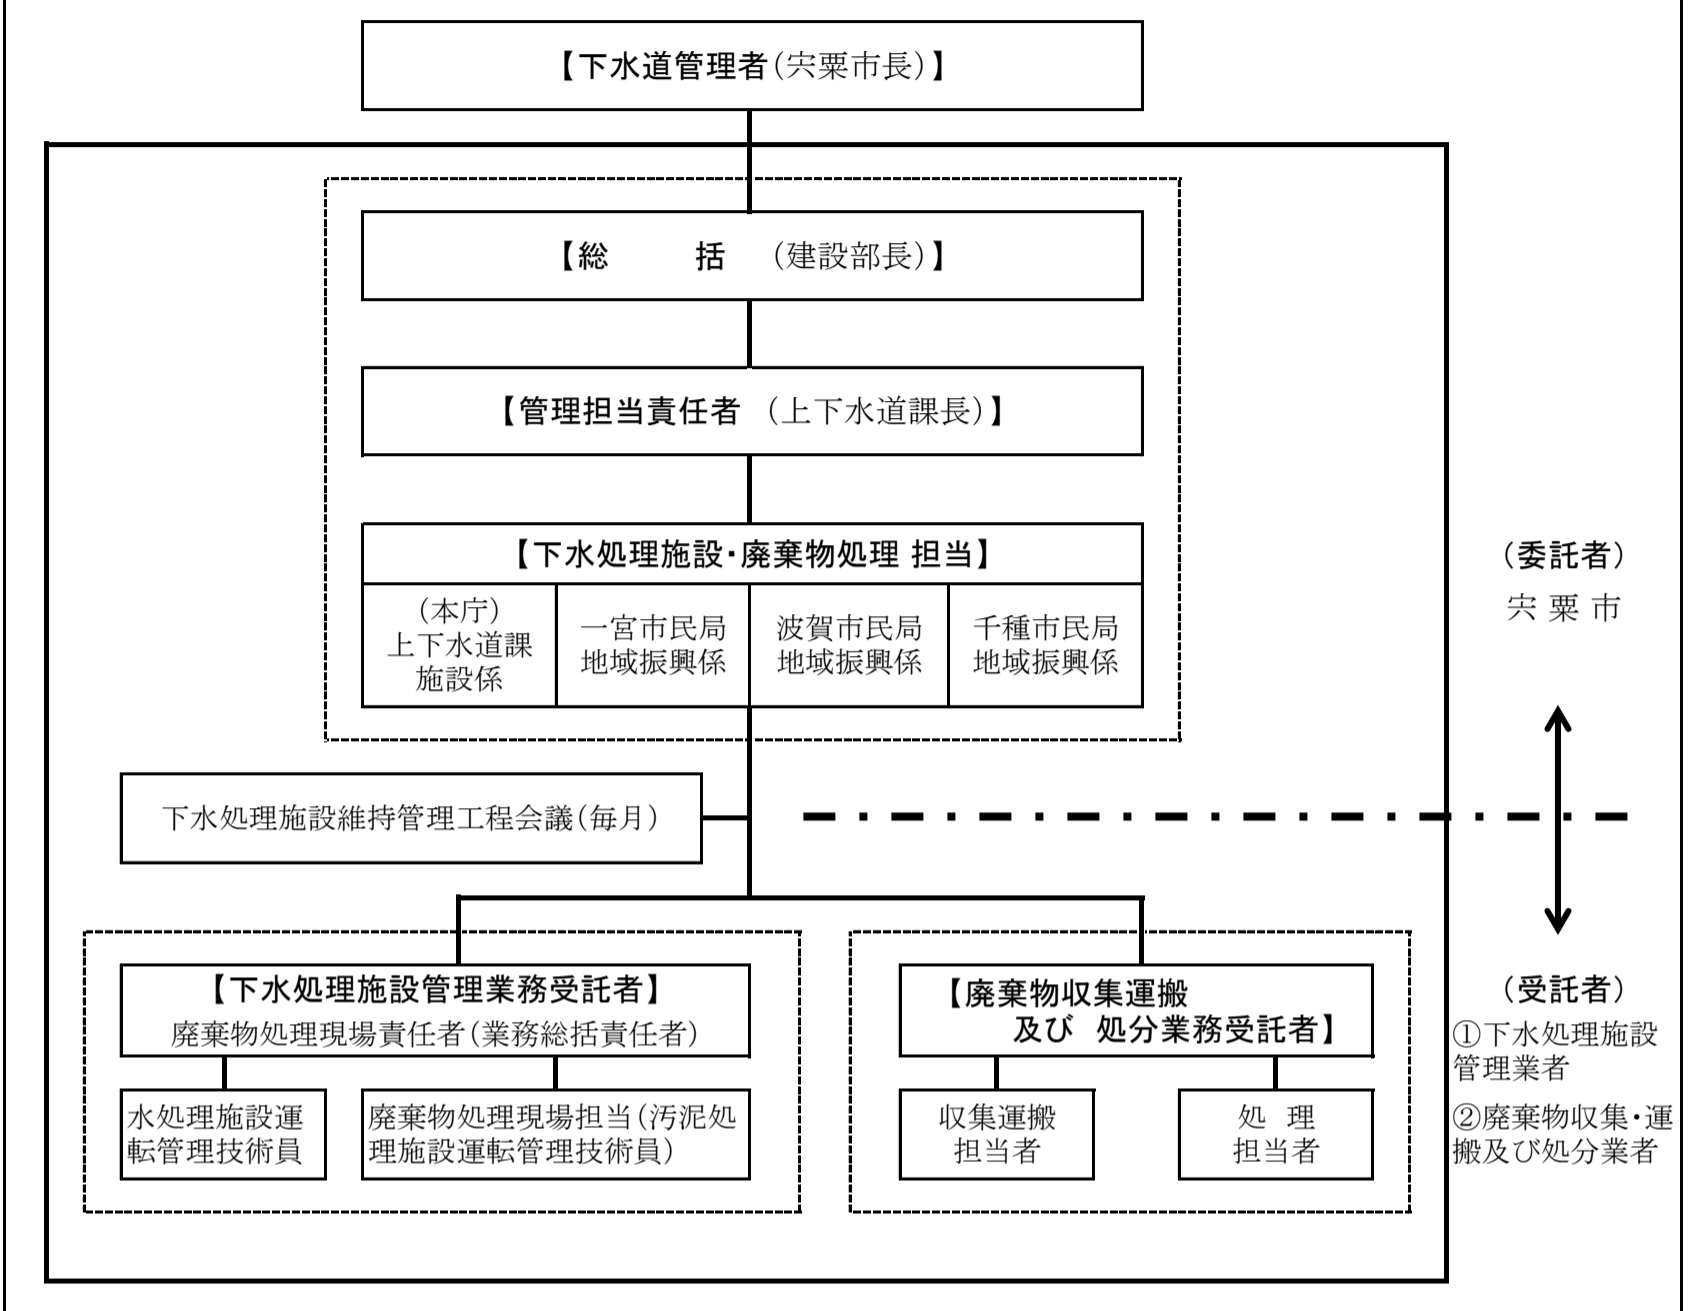 【下水道管理者(宍粟市長)】
【総　　括　(建設部長)】
【管理担当責任者　(上下水道課長)】
【下水処理施設・廃棄物処理 担当】
(本庁)
上下水道課
施設係
一宮市民局
地域振興係
波賀市民局
地域振興係
千種市民局
地域振興係
(委託者)
宍 粟 市
下水処理施設維持管理工程会議(毎月)
【下水処理施設管理業務受託者】
廃棄物処理現場責任者(業務総括責任者)
水処理施設運
転管理技術員
廃棄物処理現場担当(汚泥処
理施設運転管理技術員)
【廃棄物収集運搬
及び　処分業務受託者】
収集運搬
担当者
処　理
担当者
(受託者)
①下水処理施設
管理業者
②廃棄物収集・運
搬及び処分業者